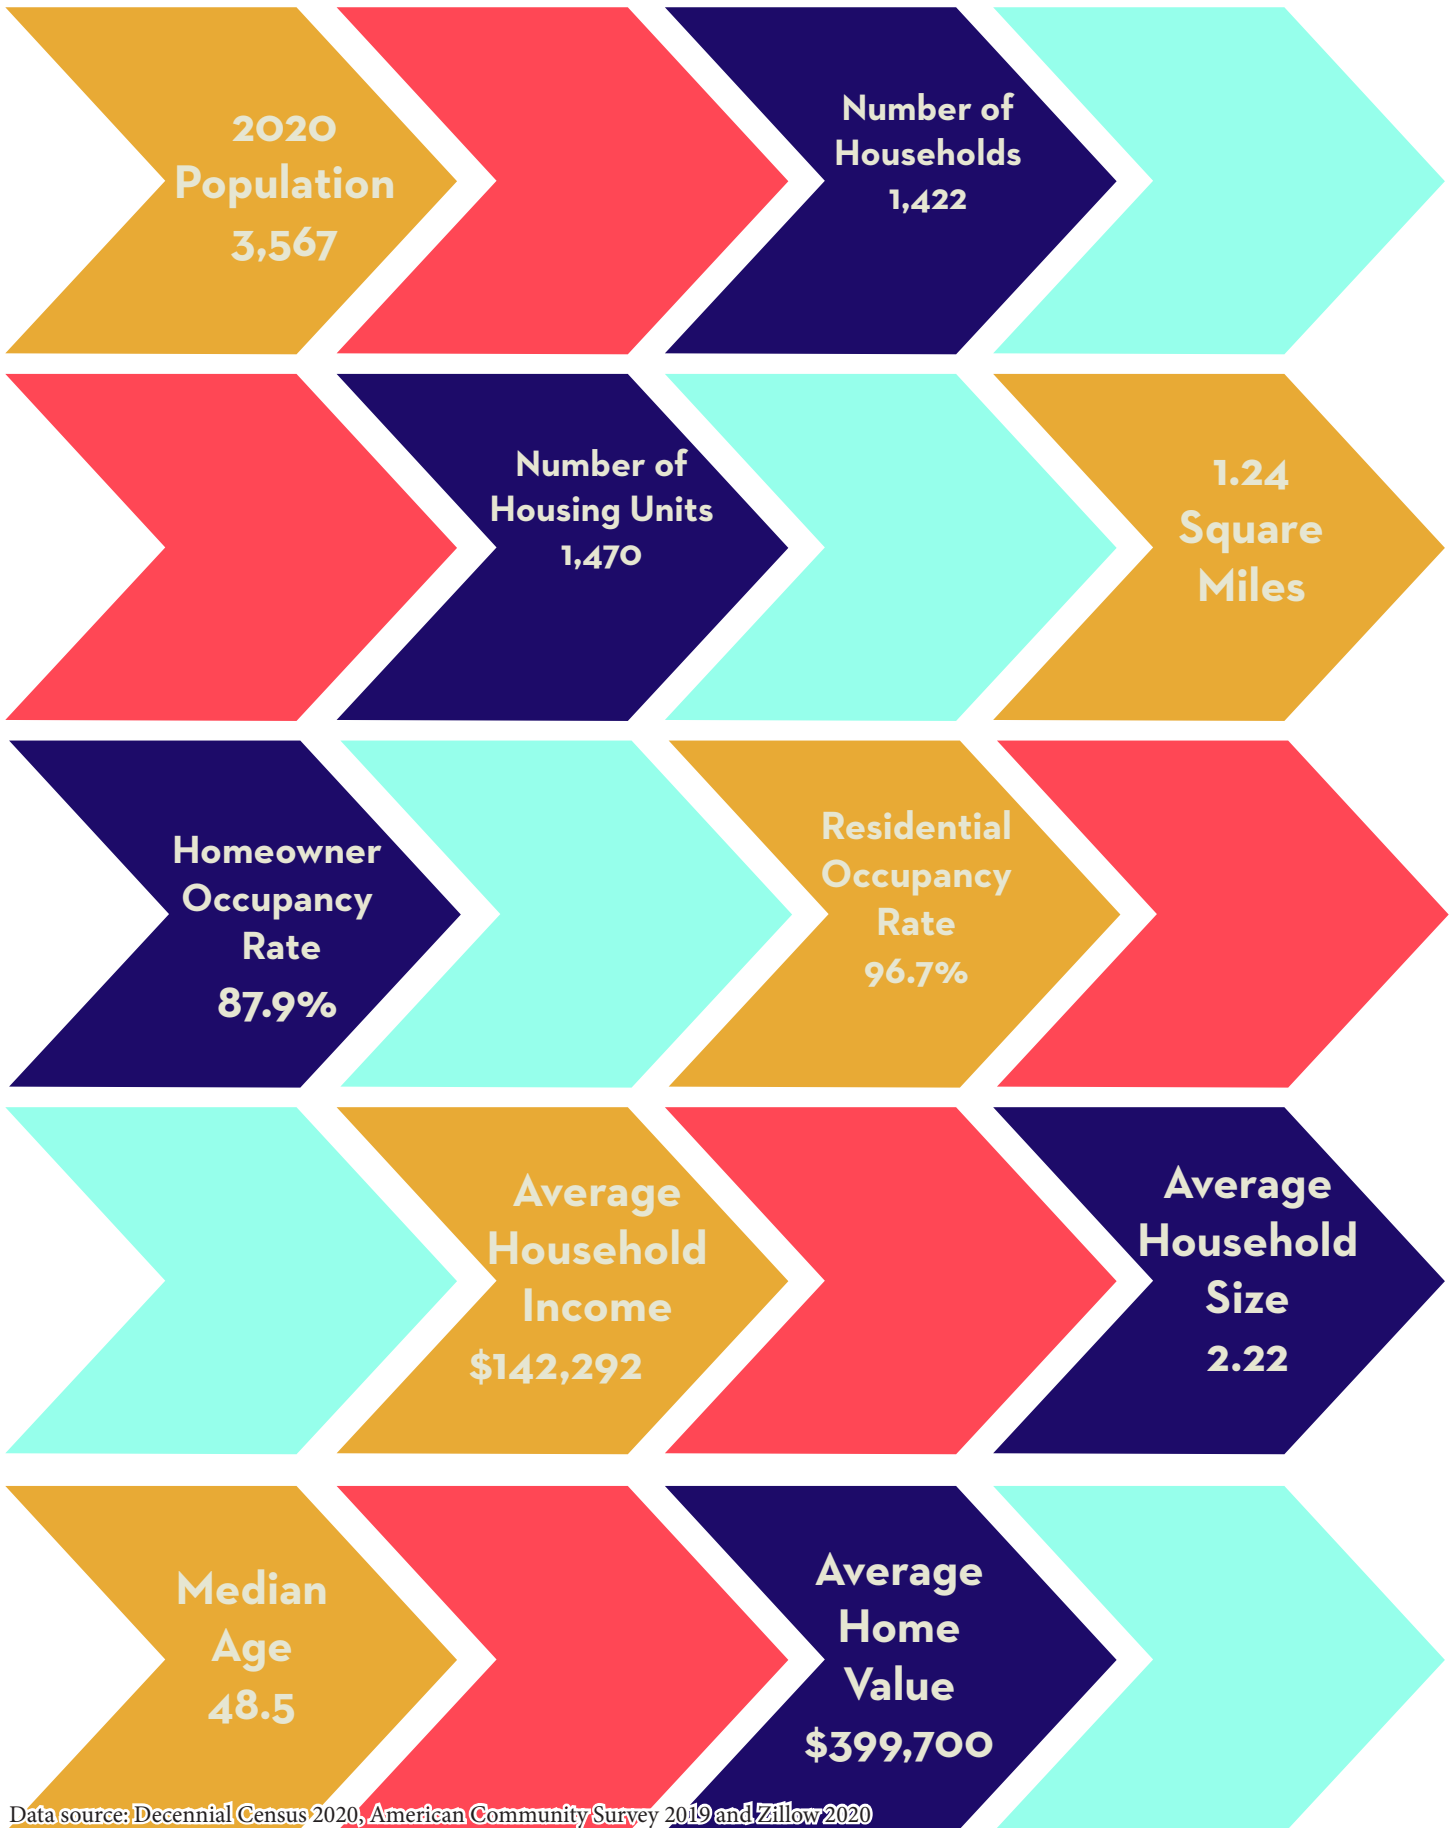 2020
Population
3,567
Number of
Households
1,422
Number of
Housing Units
1,470
1.24
Square
Miles
Homeowner
Occupancy
Rate
87.9%
Residential
Occupancy
Rate
96.7%
Average
Household
Income
$142,292
Average
Household
Size
2.22
Median
Age
48.5
Average
Home
Value
$399,700
Data source: Decennial Census 2020, American Community Survey 2019 and Zillow 2020